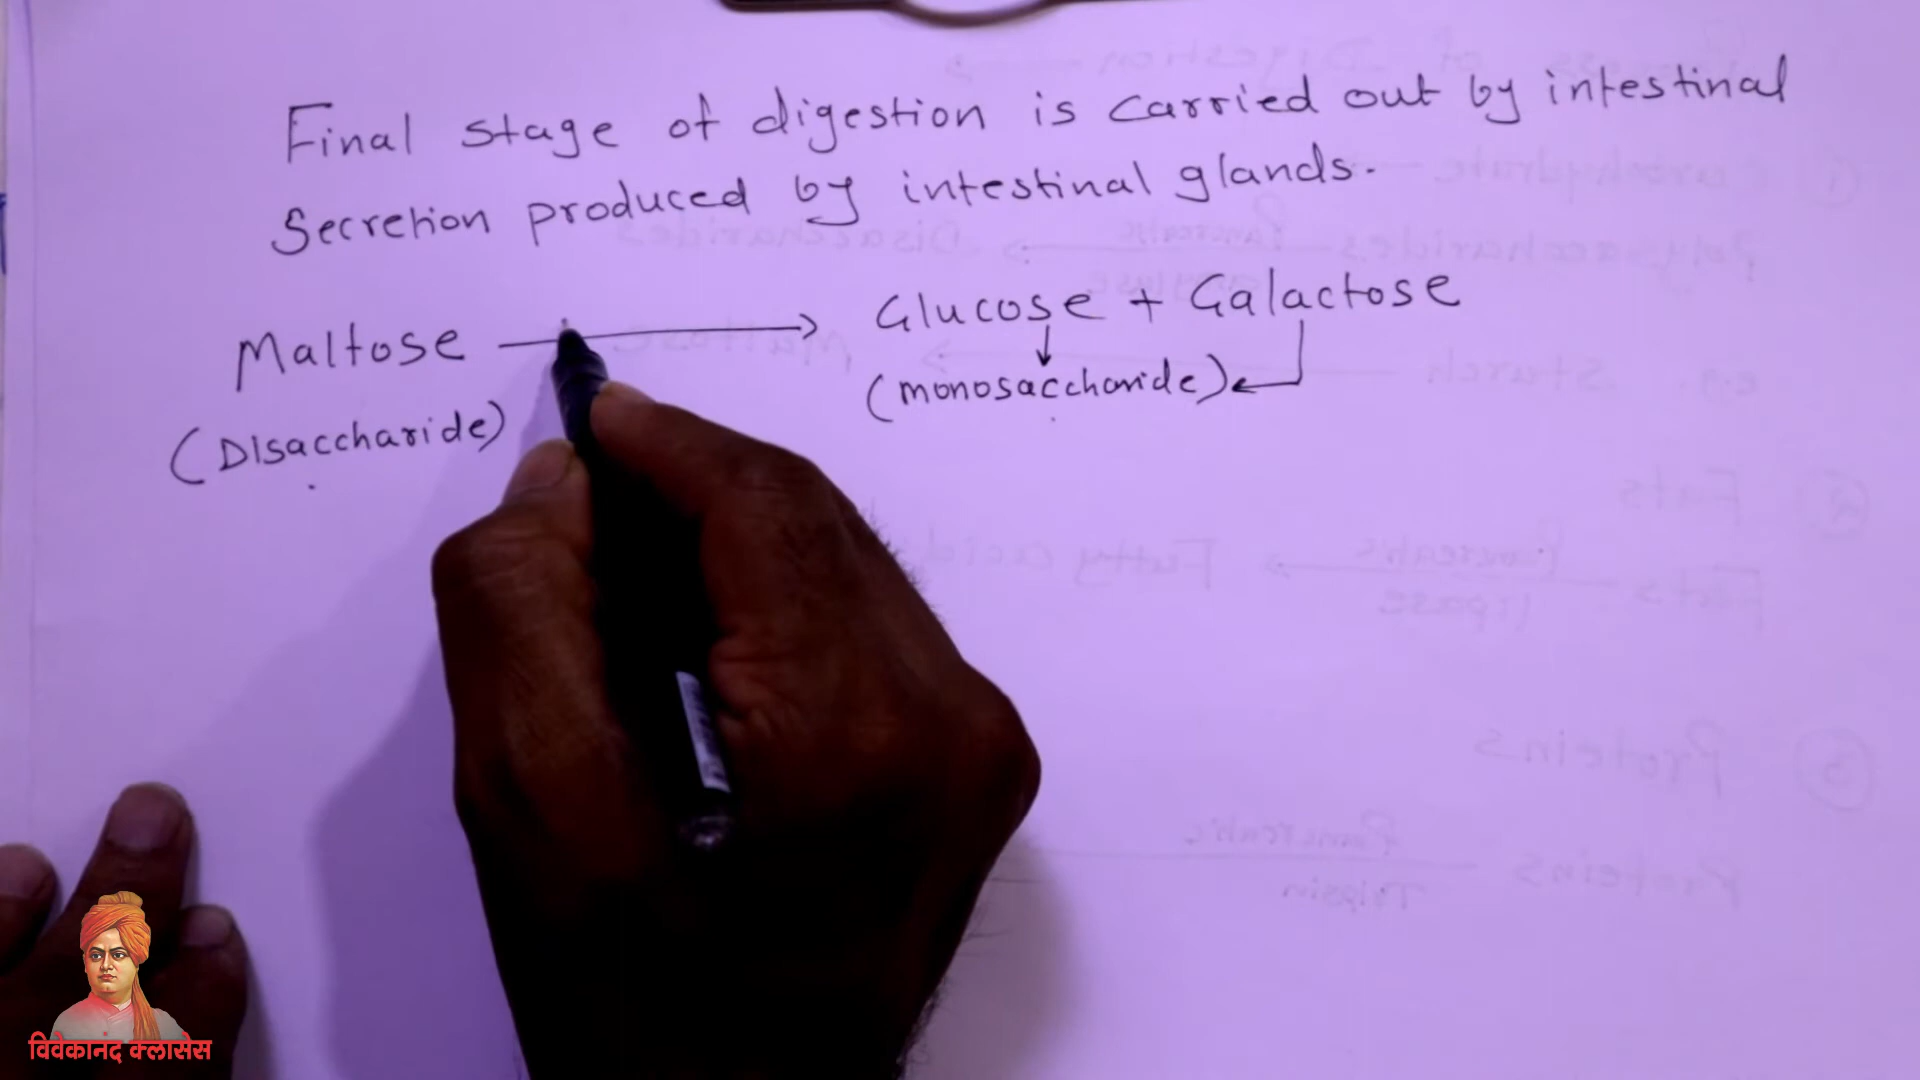 Final stage of digestion is carried out by intestinal
Secretion produced by intestinal glands.
Maltose → Glucose + Galactose
(Disaccharide) (monosaccharide)
विवेकानंद क्लासेस